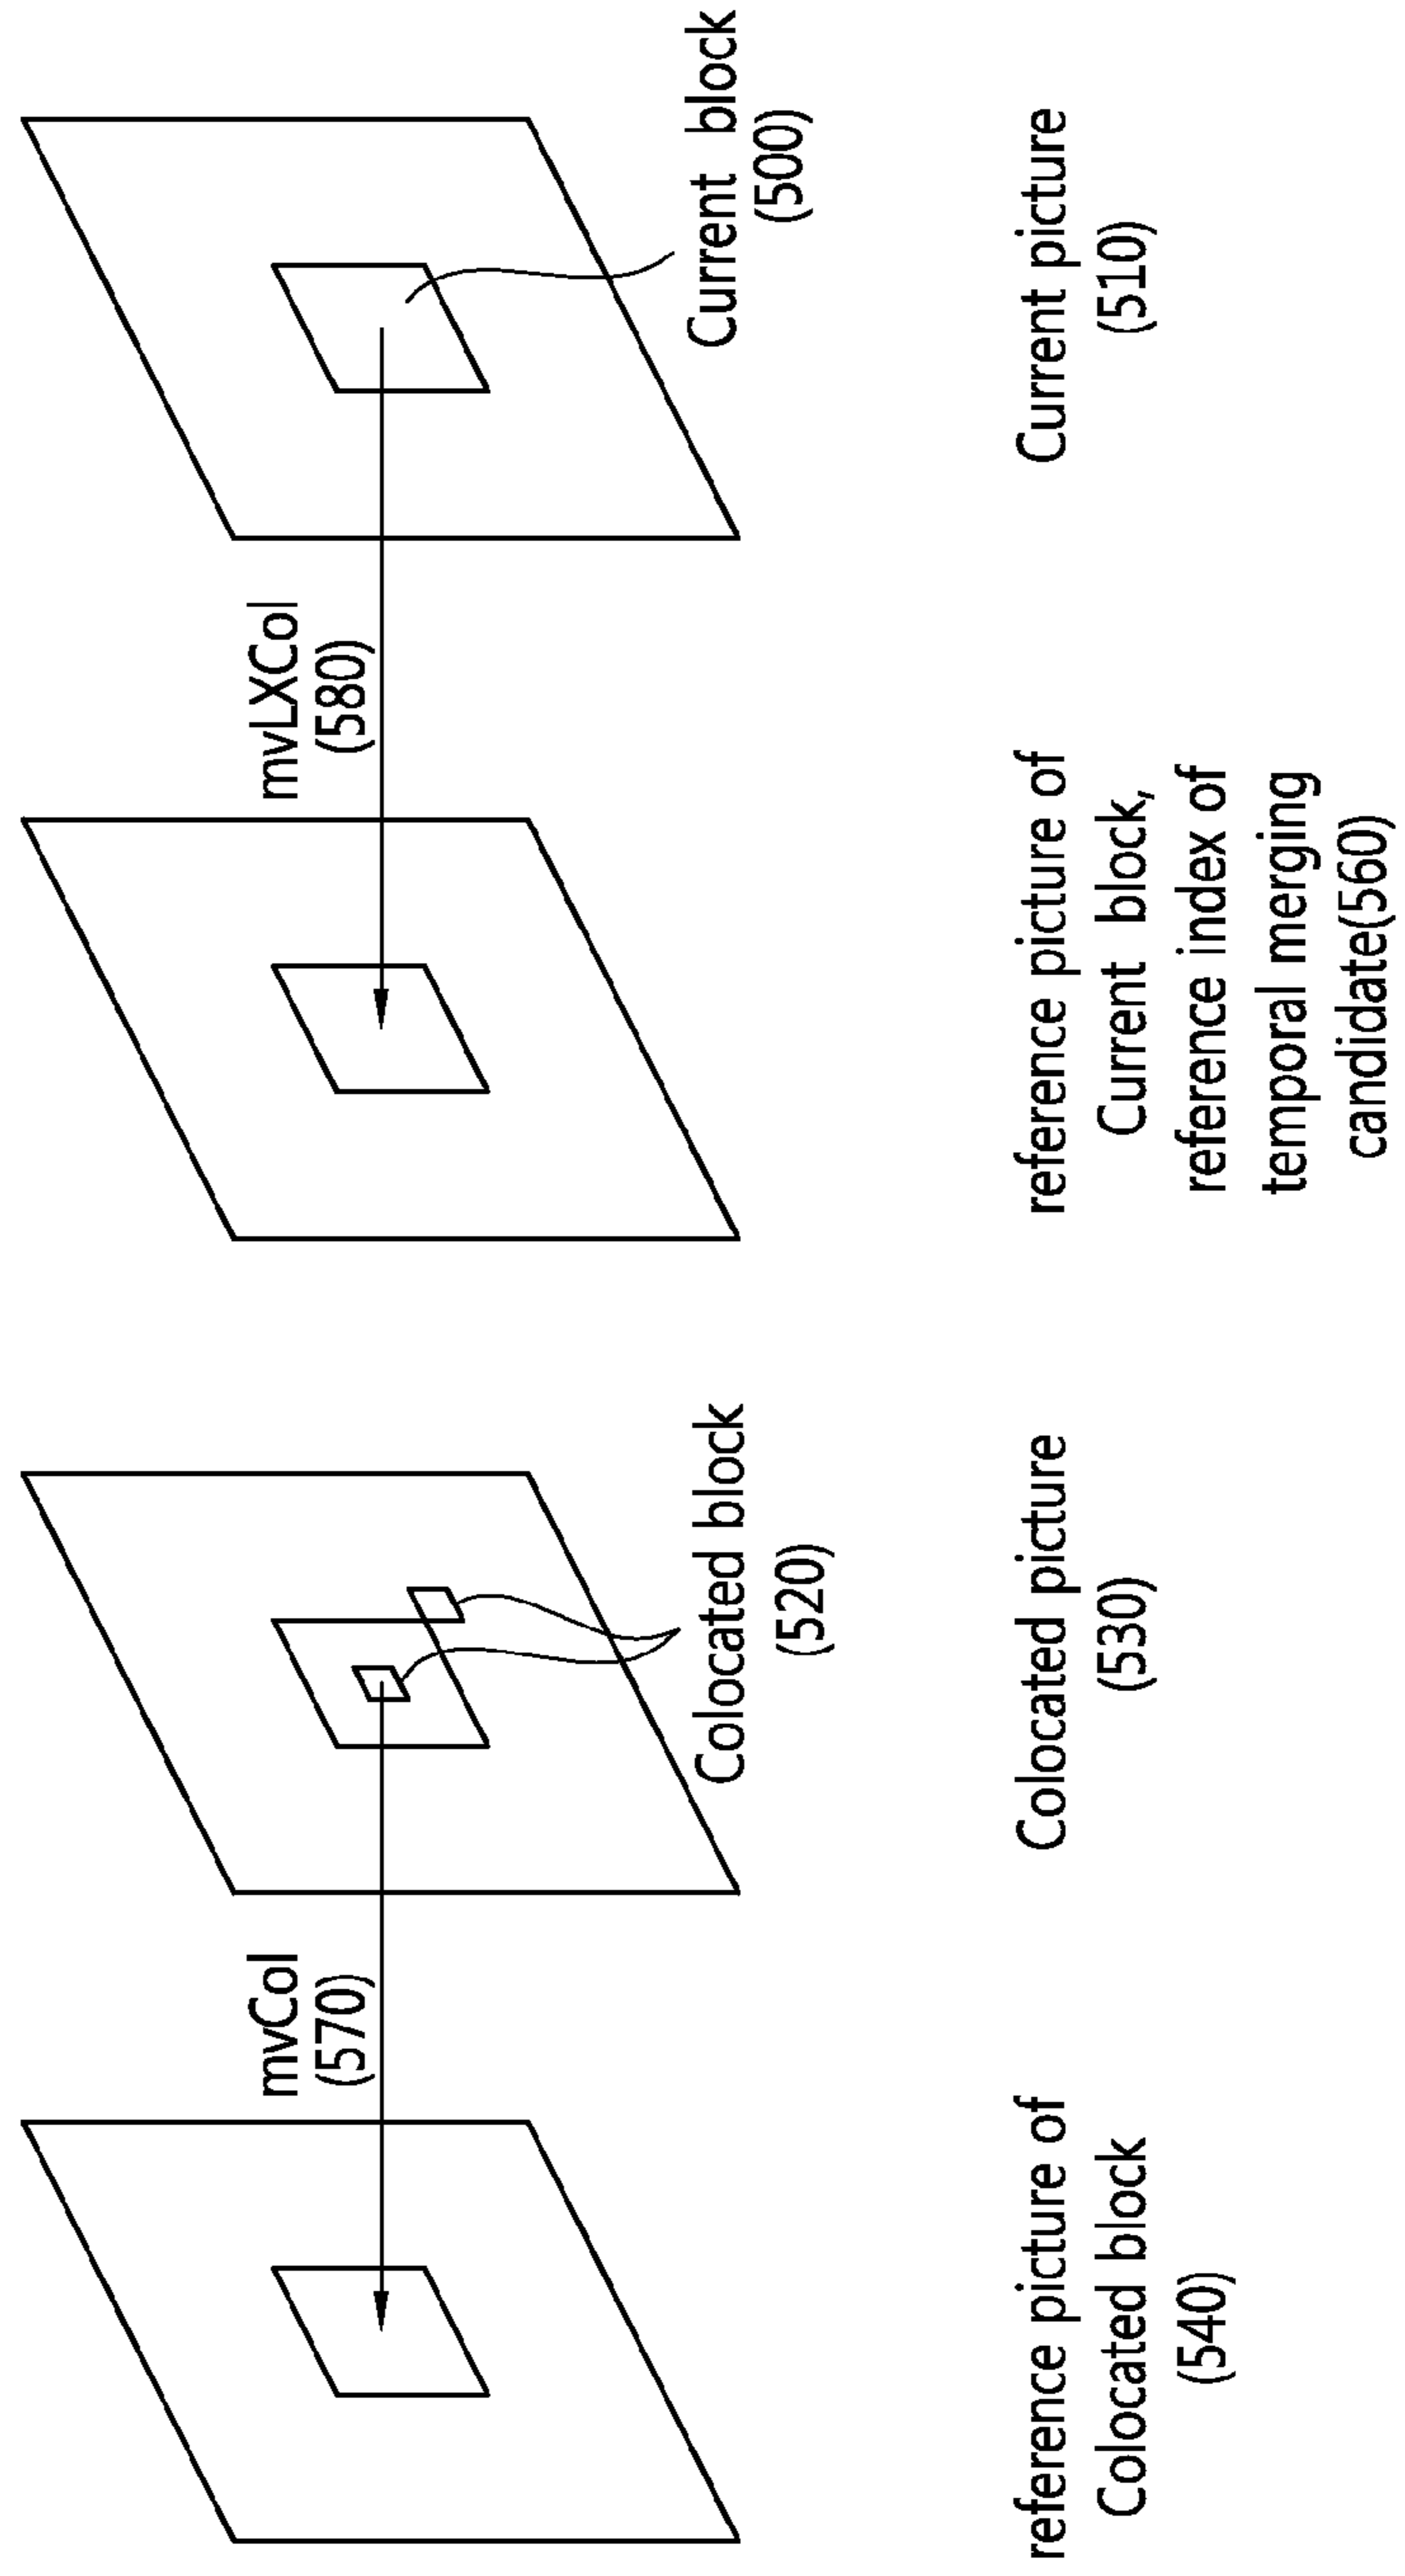 mvCol
(570)
mvLXCol
(580)
Colocated block
(520)
Current block
(500)
reference picture of
Colocated block
(540)
Colocated picture
(530)
reference picture of
Current block,
reference index of
temporal merging
candidate(560)
Current picture
(510)